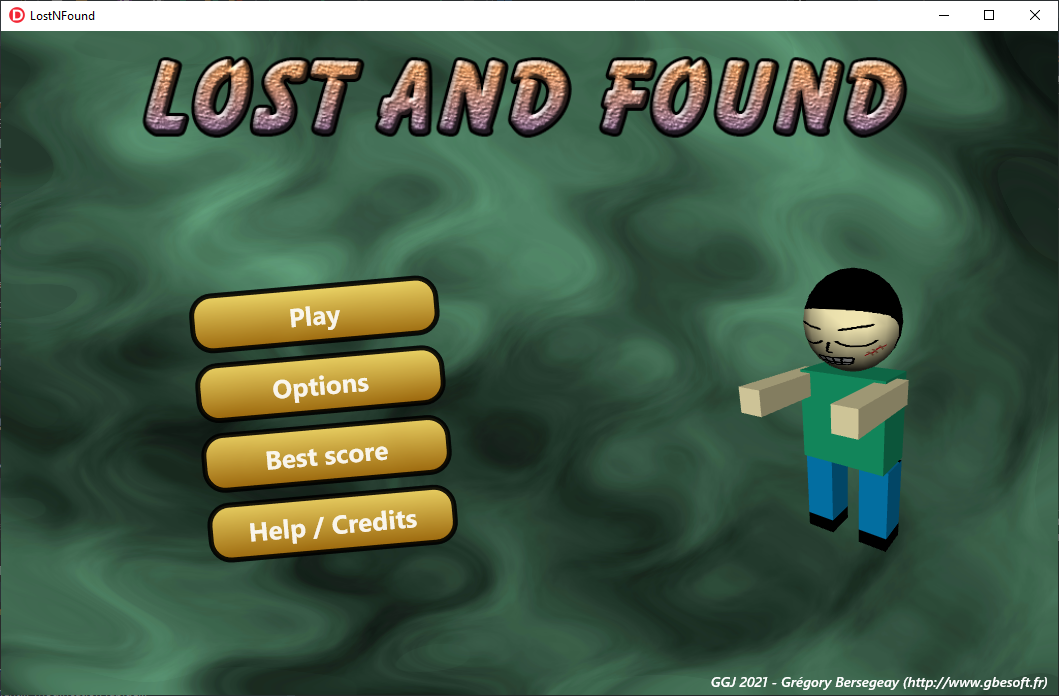 LostNFound
LOST AND FOUND
Play
Options
Best score
Help / Credits
GGJ 2021 - Grégory Bersegeay (http://www.gbesoft.fr)